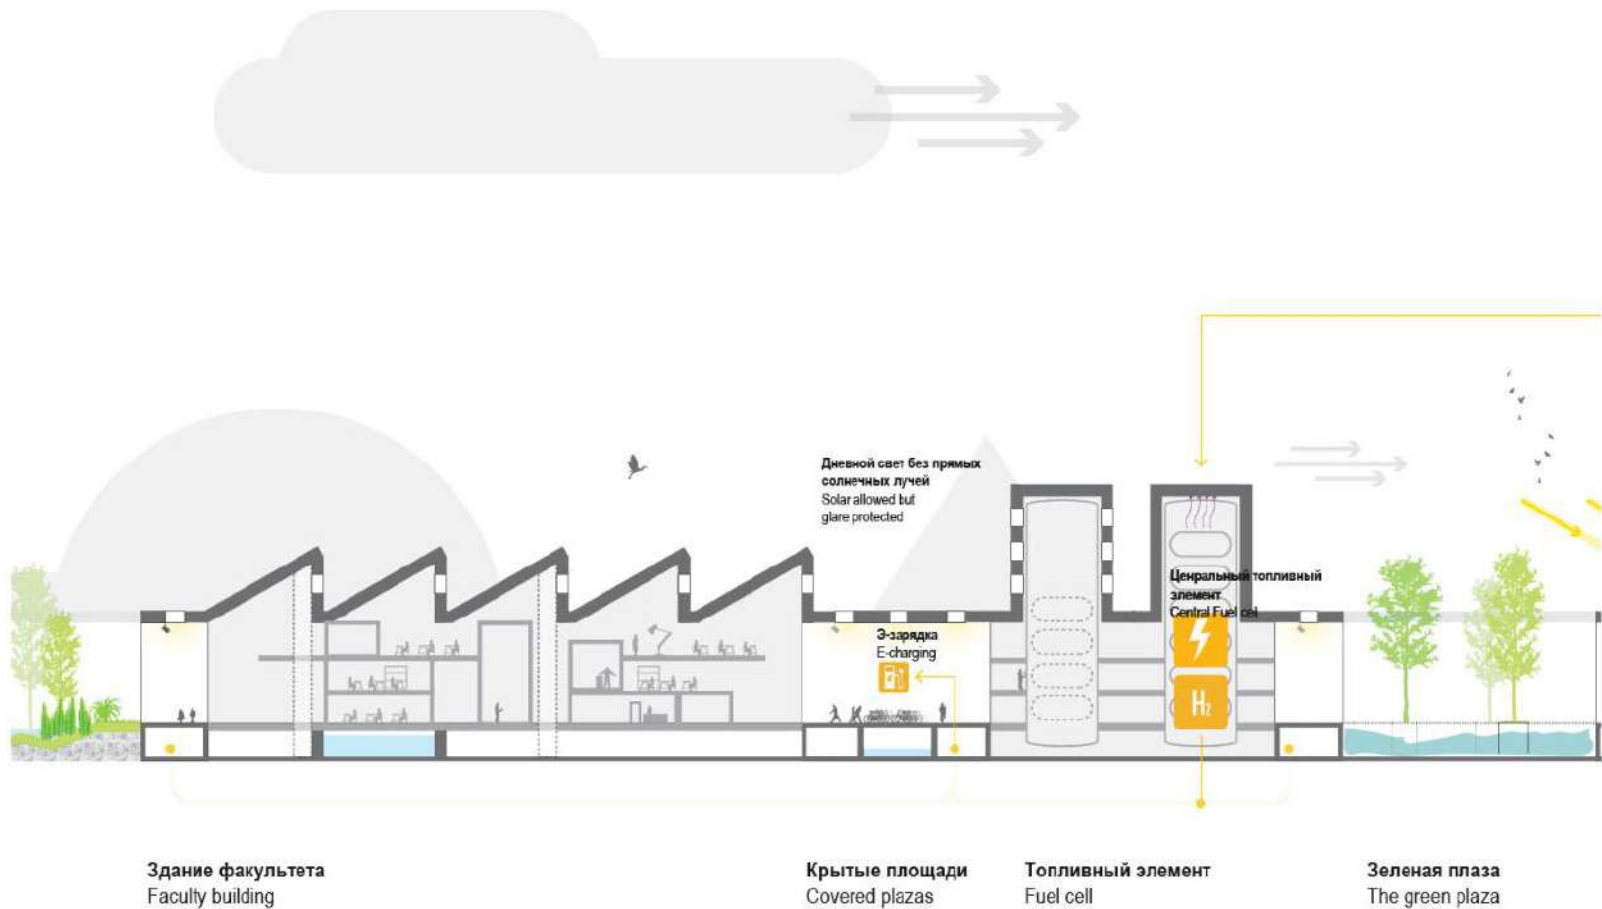 Дневной свет без прямых
солнечных лучей
Solar allowed but
glare protected
Ценральный топливный
элемент
Central Fuel cel
Э-зарядка
E-charging
H2
Здание факультета
Faculty building
Крытые площади
Covered plazas
Топливный элемент
Fuel cell
Зеленая плаза
The green plaza